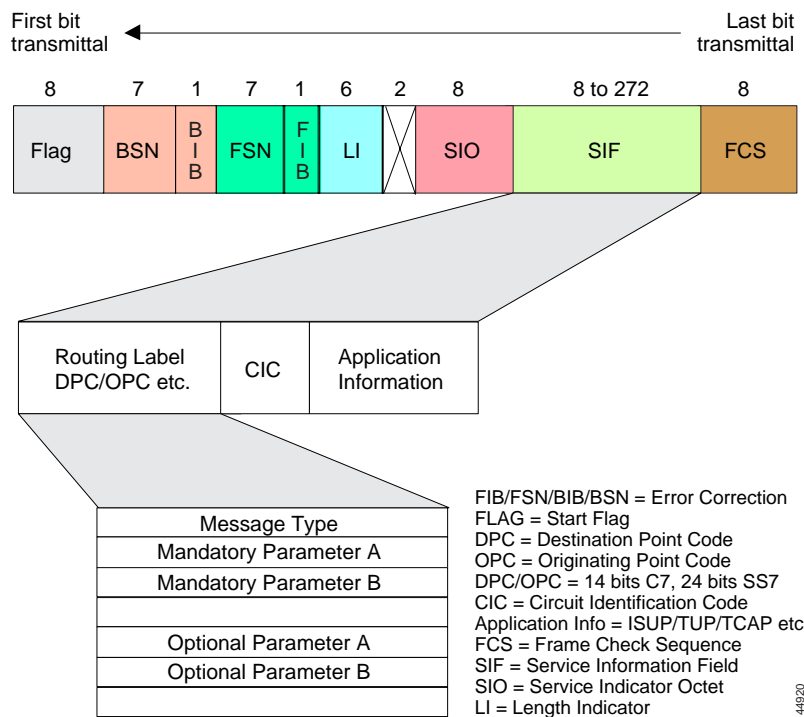 First bit
transmittal
Last bit
transmittal
8 7 1 7 1 6 2 8 8 to 272 8
Flag BSN BIB FSN FIB LI SIO SIF FCS
Routing Label
DPC/OPC etc.
CIC
Application
Information
Message Type
Mandatory Parameter A
Mandatory Parameter B
Optional Parameter A
Optional Parameter B
FIB/FSN/BIB/BSN = Error Correction
FLAG = Start Flag
DPC = Destination Point Code
OPC = Originating Point Code
DPC/OPC = 14 bits C7, 24 bits SS7
CIC = Circuit Identification Code
Application Info = ISUP/TUP/TCAP etc
FCS = Frame Check Sequence
SIF = Service Information Field
SIO = Service Indicator Octet
LI = Length Indicator
44920